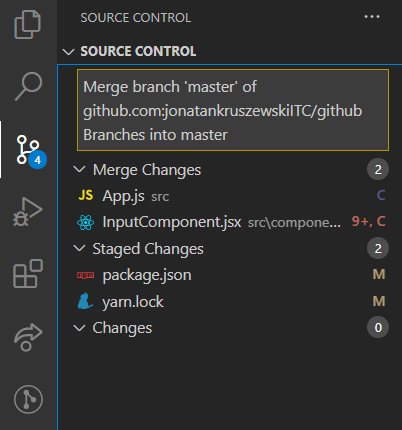 SOURCE CONTROL ...
SOURCE CONTROL
Merge branch 'master' of
github.com:jonatankruszewskiITC/github
Branches into master
Merge Changes 2
JS App.js src C
InputComponent.jsx src\compone... 9+, C
Staged Changes 2
npm package.json M
yarn.lock M
Changes 0
4